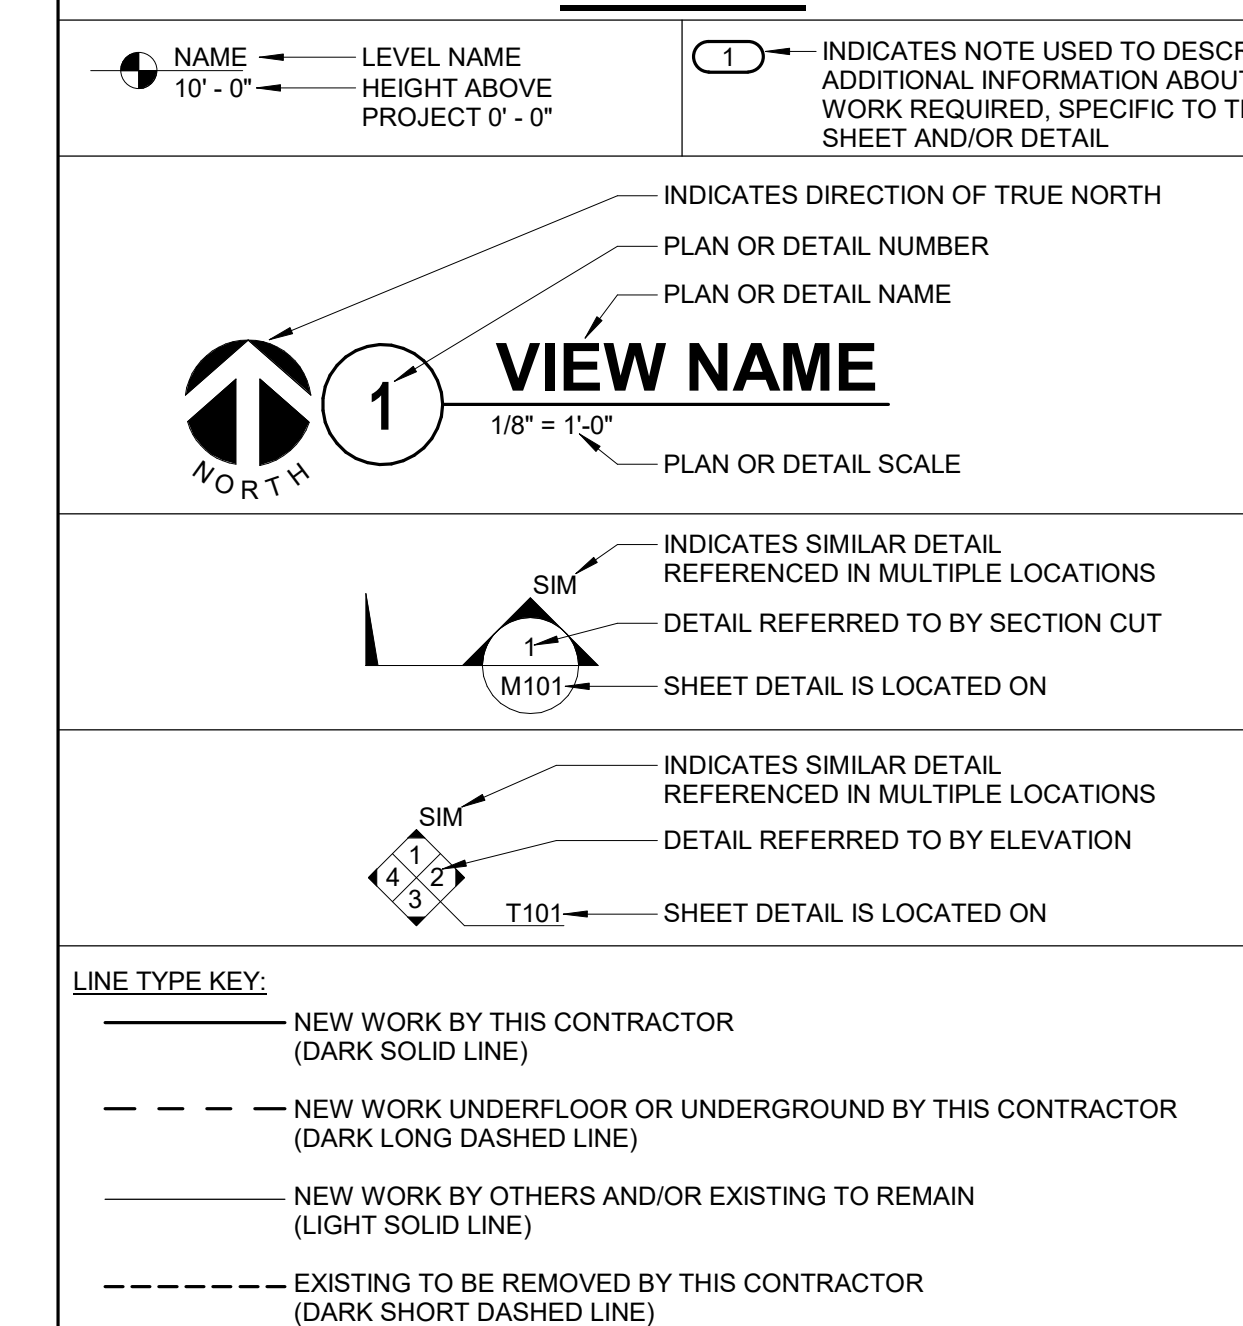 NAME
10' - 0"
LEVEL NAME
HEIGHT ABOVE
PROJECT 0' - 0"
1
INDICATES NOTE USED TO
ADDITIONAL INFORMATION
WORK REQUIRED, SPECIFIC TO
SHEET AND/OR DETAIL
INDICATES DIRECTION OF TRUE NORTH
PLAN OR DETAIL NUMBER
PLAN OR DETAIL NAME
NORTH
1
VIEW NAME
1/8" = 1'-0"
PLAN OR DETAIL SCALE
INDICATES SIMILAR DETAIL
REFERENCED IN MULTIPLE LOCATIONS
SIM
DETAIL REFERRED TO BY SECTION CUT
1
M101
SHEET DETAIL IS LOCATED ON
INDICATES SIMILAR DETAIL
REFERENCED IN MULTIPLE LOCATIONS
SIM
DETAIL REFERRED TO BY ELEVATION
1
4 2
3
T101
SHEET DETAIL IS LOCATED ON
LINE TYPE KEY:
NEW WORK BY THIS CONTRACTOR
(DARK SOLID LINE)
NEW WORK UNDERFLOOR OR UNDERGROUND BY THIS CONTRACTOR
(DARK LONG DASHED LINE)
NEW WORK BY OTHERS AND/OR EXISTING TO REMAIN
(LIGHT SOLID LINE)
EXISTING TO BE REMOVED BY THIS CONTRACTOR
(DARK SHORT DASHED LINE)